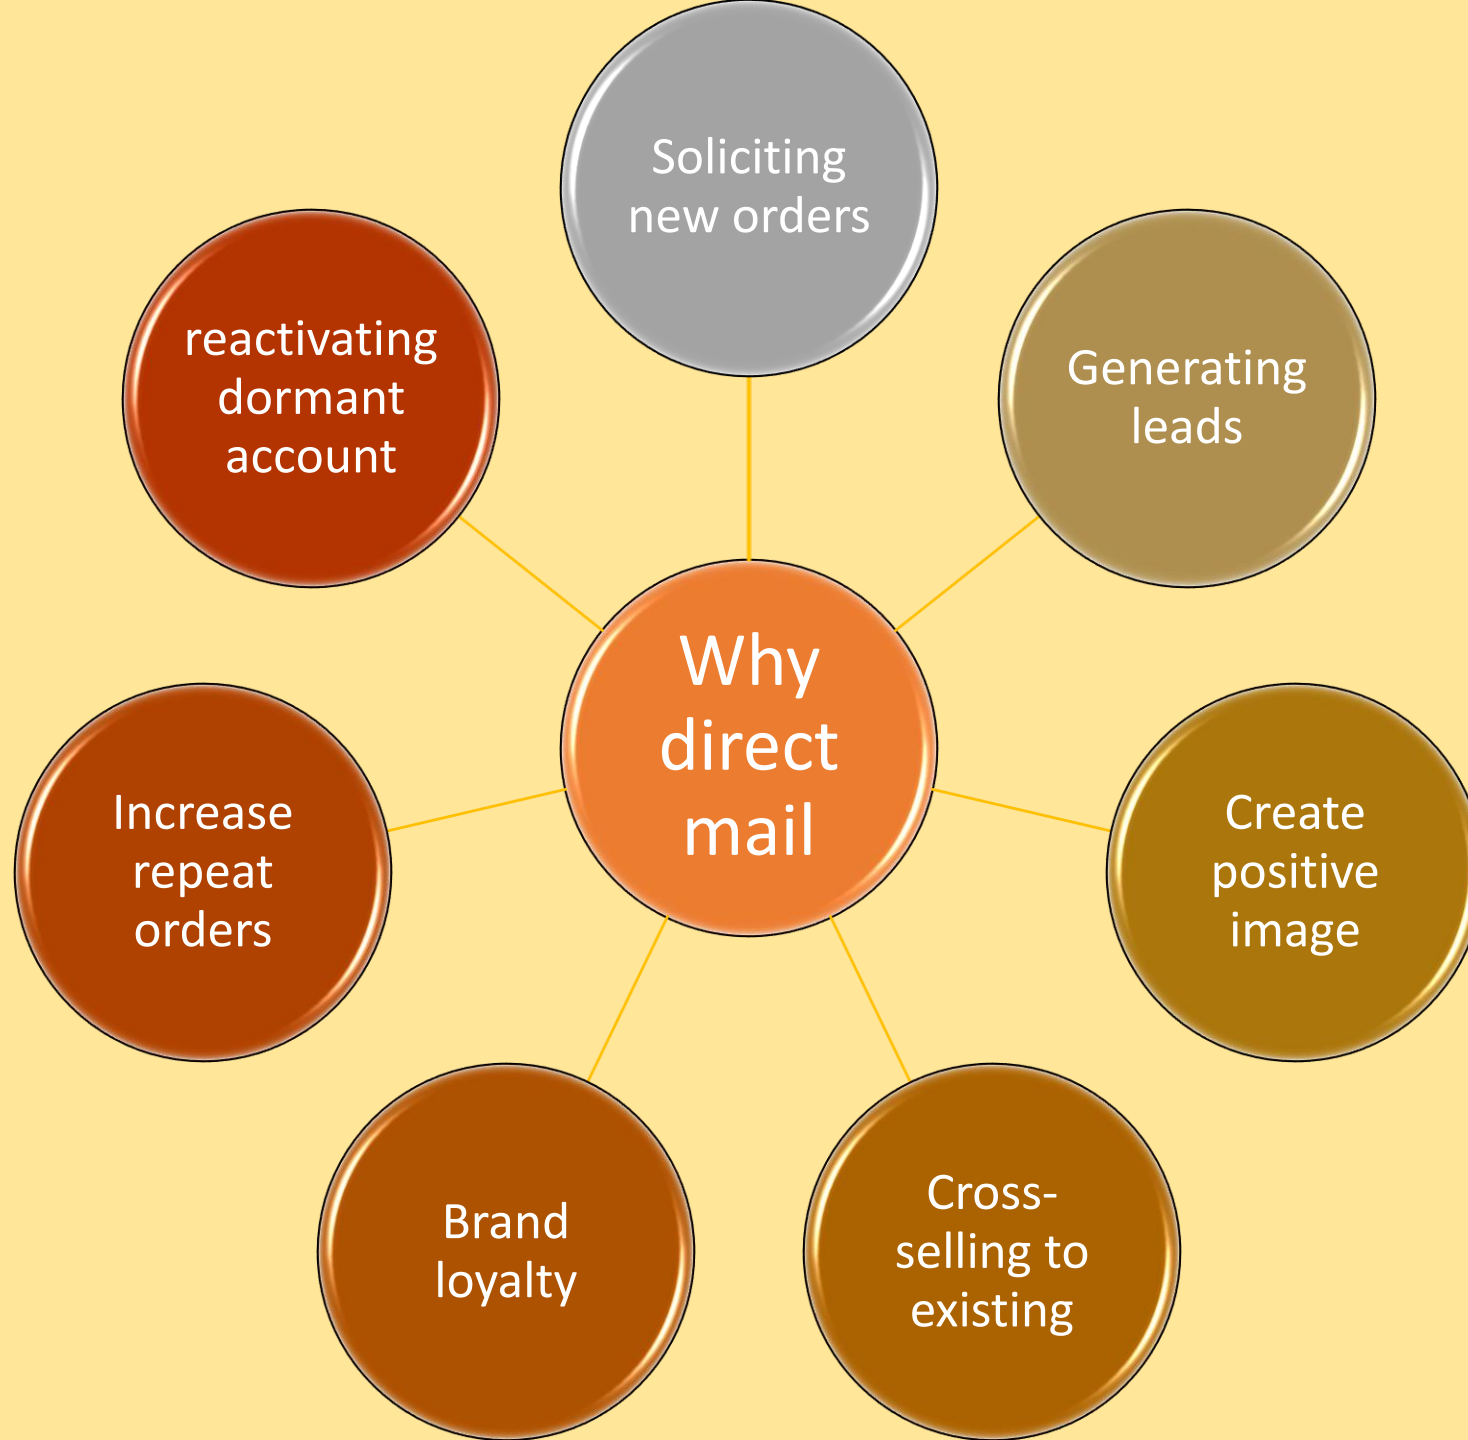 Why
direct
mail
Soliciting
new orders
Generating
leads
Create
positive
image
Cross-
selling to
existing
Brand
loyalty
Increase
repeat
orders
reactivating
dormant
account